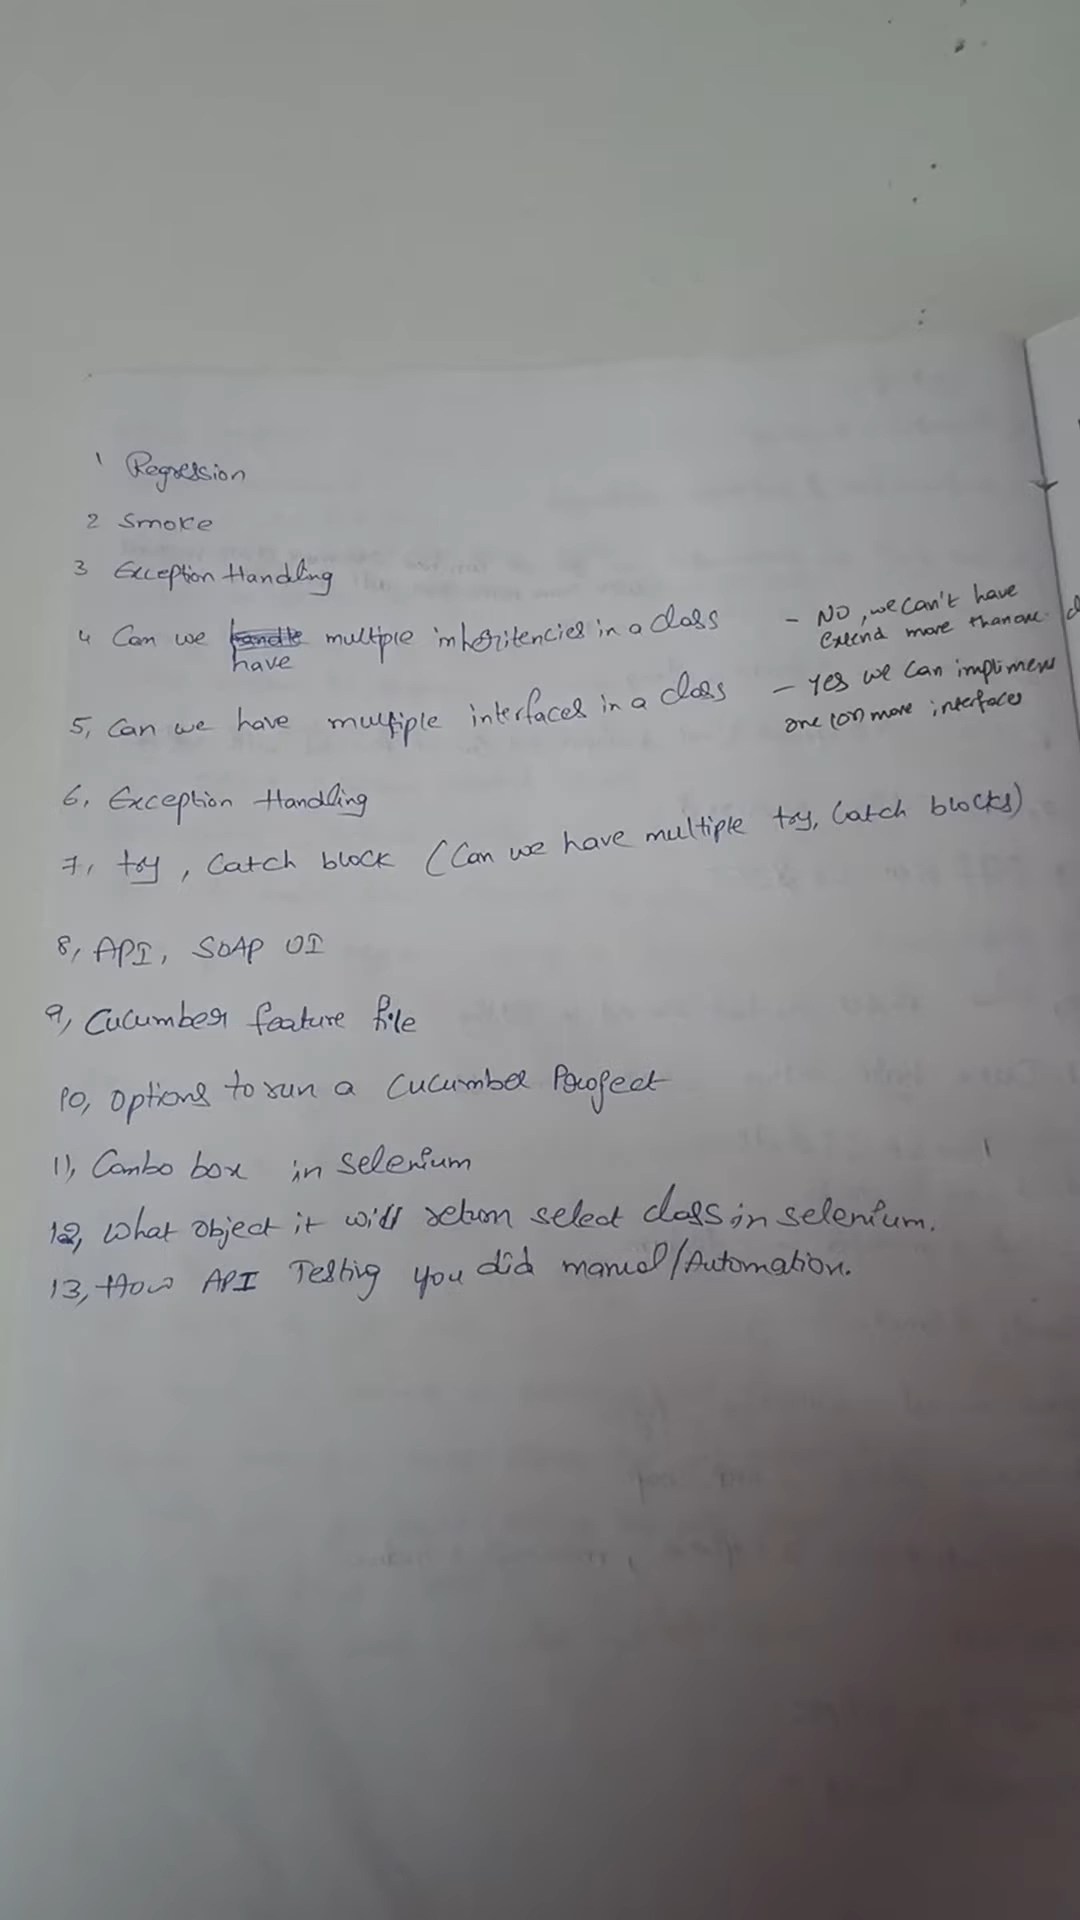 1 Regression
2 Smoke
3 Exception Handling
4 Can we have multiple inheritencies in a class - No, we can't have
extend more than one
5, Can we have multiple interfaces in a class - yes we can impliment
one (or) more interfaces
6, Exception Handling
7, try, Catch block (Can we have multiple try, Catch blocks)
8, API, SOAP UI
9, Cucumber feature file
10, Options to run a Cucumber Project
11, Combo box in selenium
12, What object it will return select class in selenium.
13, How API Testing you did manual/Automation.